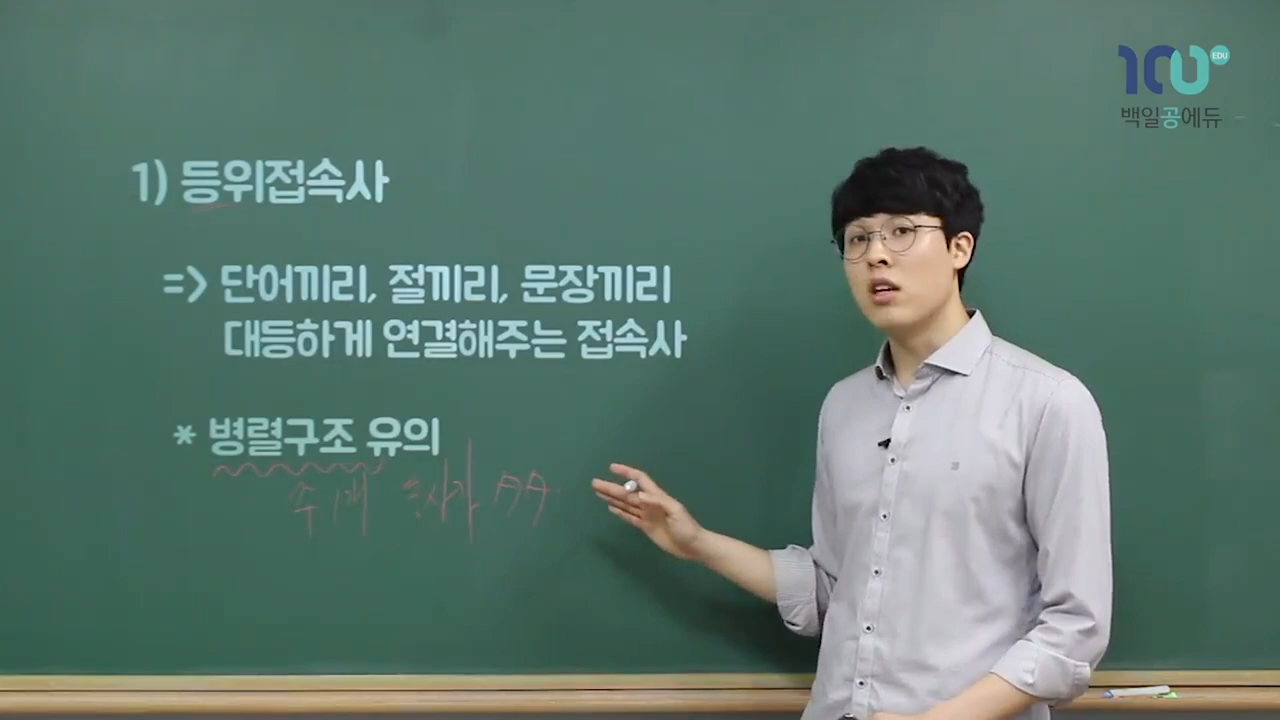 100
EDU
백일공에듀
1) 등위접속사
=> 단어끼리, 절끼리, 문장끼리
대등하게 연결해주는 접속사
* 병렬구조 유의